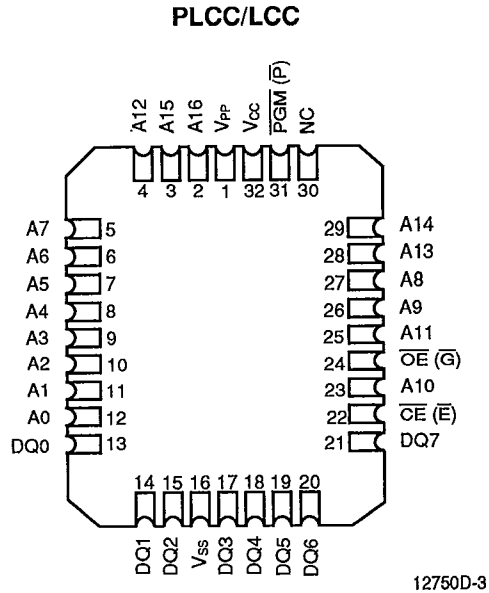 PLCC/LCC
A12 A15 A16 VPP VCC PGM (P) NC
4 3 2 1 32 31 30
A7 5 29 A14
A6 6 28 A13
A5 7 27 A8
A4 8 26 A9
A3 9 25 A11
A2 10 24 OE (G)
A1 11 23 A10
A0 12 22 CE (E)
DQ0 13 21 DQ7
14 15 16 17 18 19 20
DQ1 DQ2 VSS DQ3 DQ4 DQ5 DQ6
12750D-3